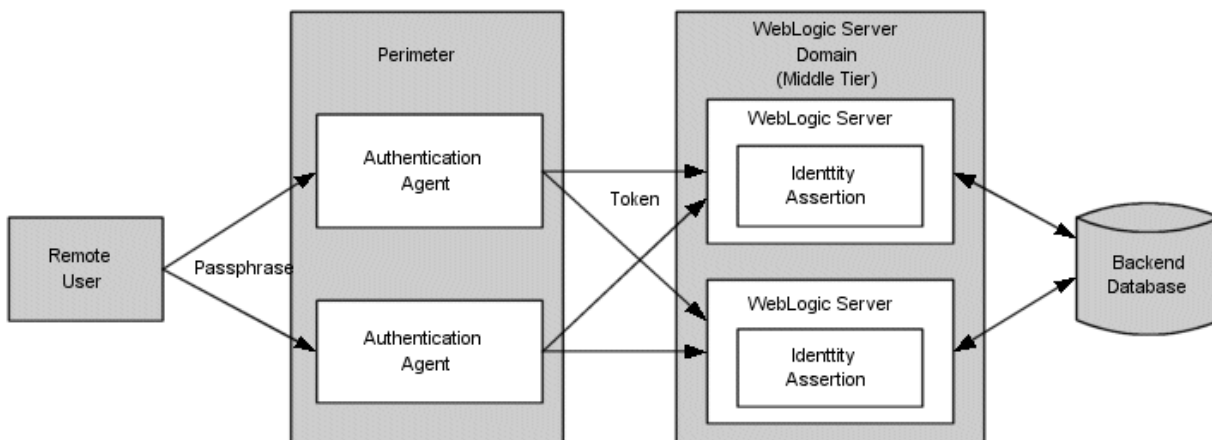 Perimeter
WebLogic Server
Domain
(Middle Tier)
WebLogic Server
Authentication
Agent
Identtity
Assertion
Token
Remote
User
Passphrase
Backend
Database
WebLogic Server
Authentication
Agent
Identtity
Assertion